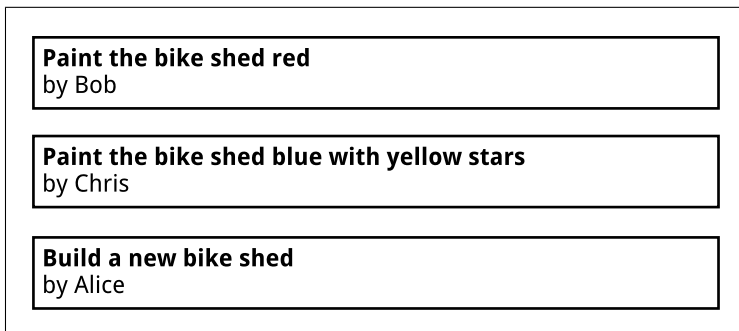 Paint the bike shed red
by Bob
Paint the bike shed blue with yellow stars
by Chris
Build a new bike shed
by Alice